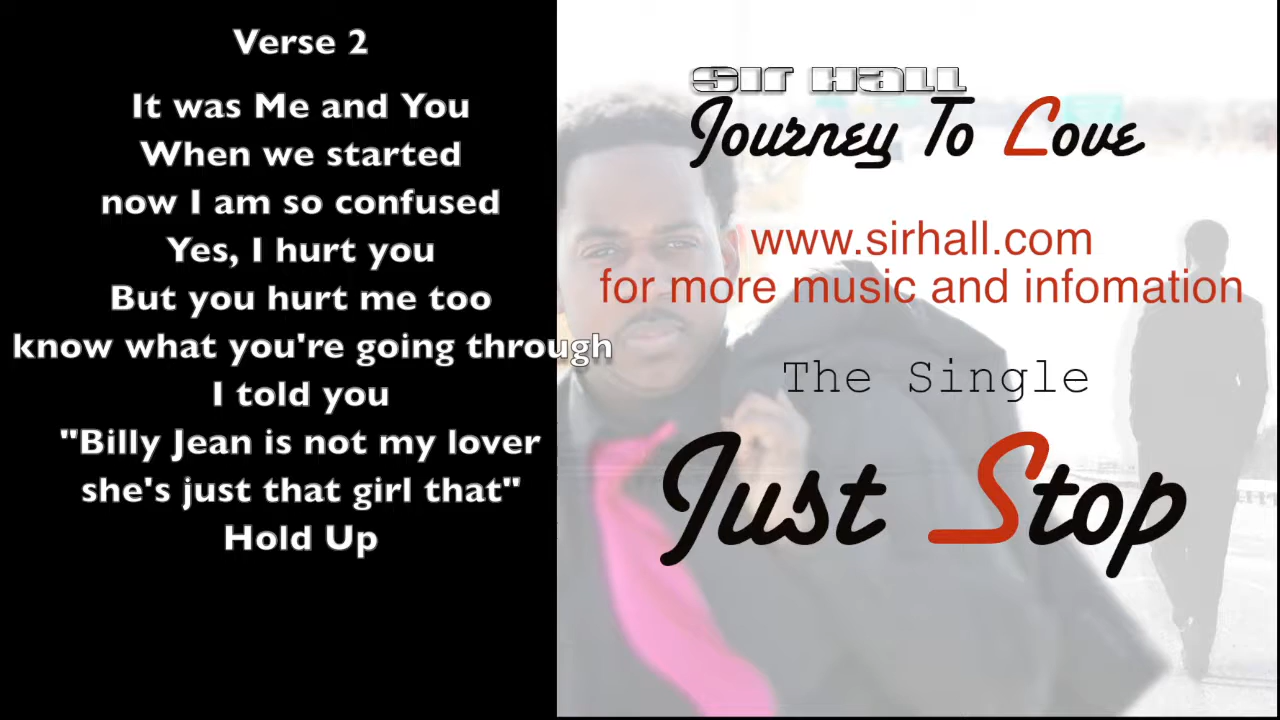 Verse 2
It was Me and You
When we started
now I am so confused
Yes, I hurt you
But you hurt me too
know what you're going through
I told you
"Billy Jean is not my lover
she's just that girl that"
Hold Up
SIR HALL
Journey To Love
www.sirhall.com
for more music and infomation
The Single
Just Stop